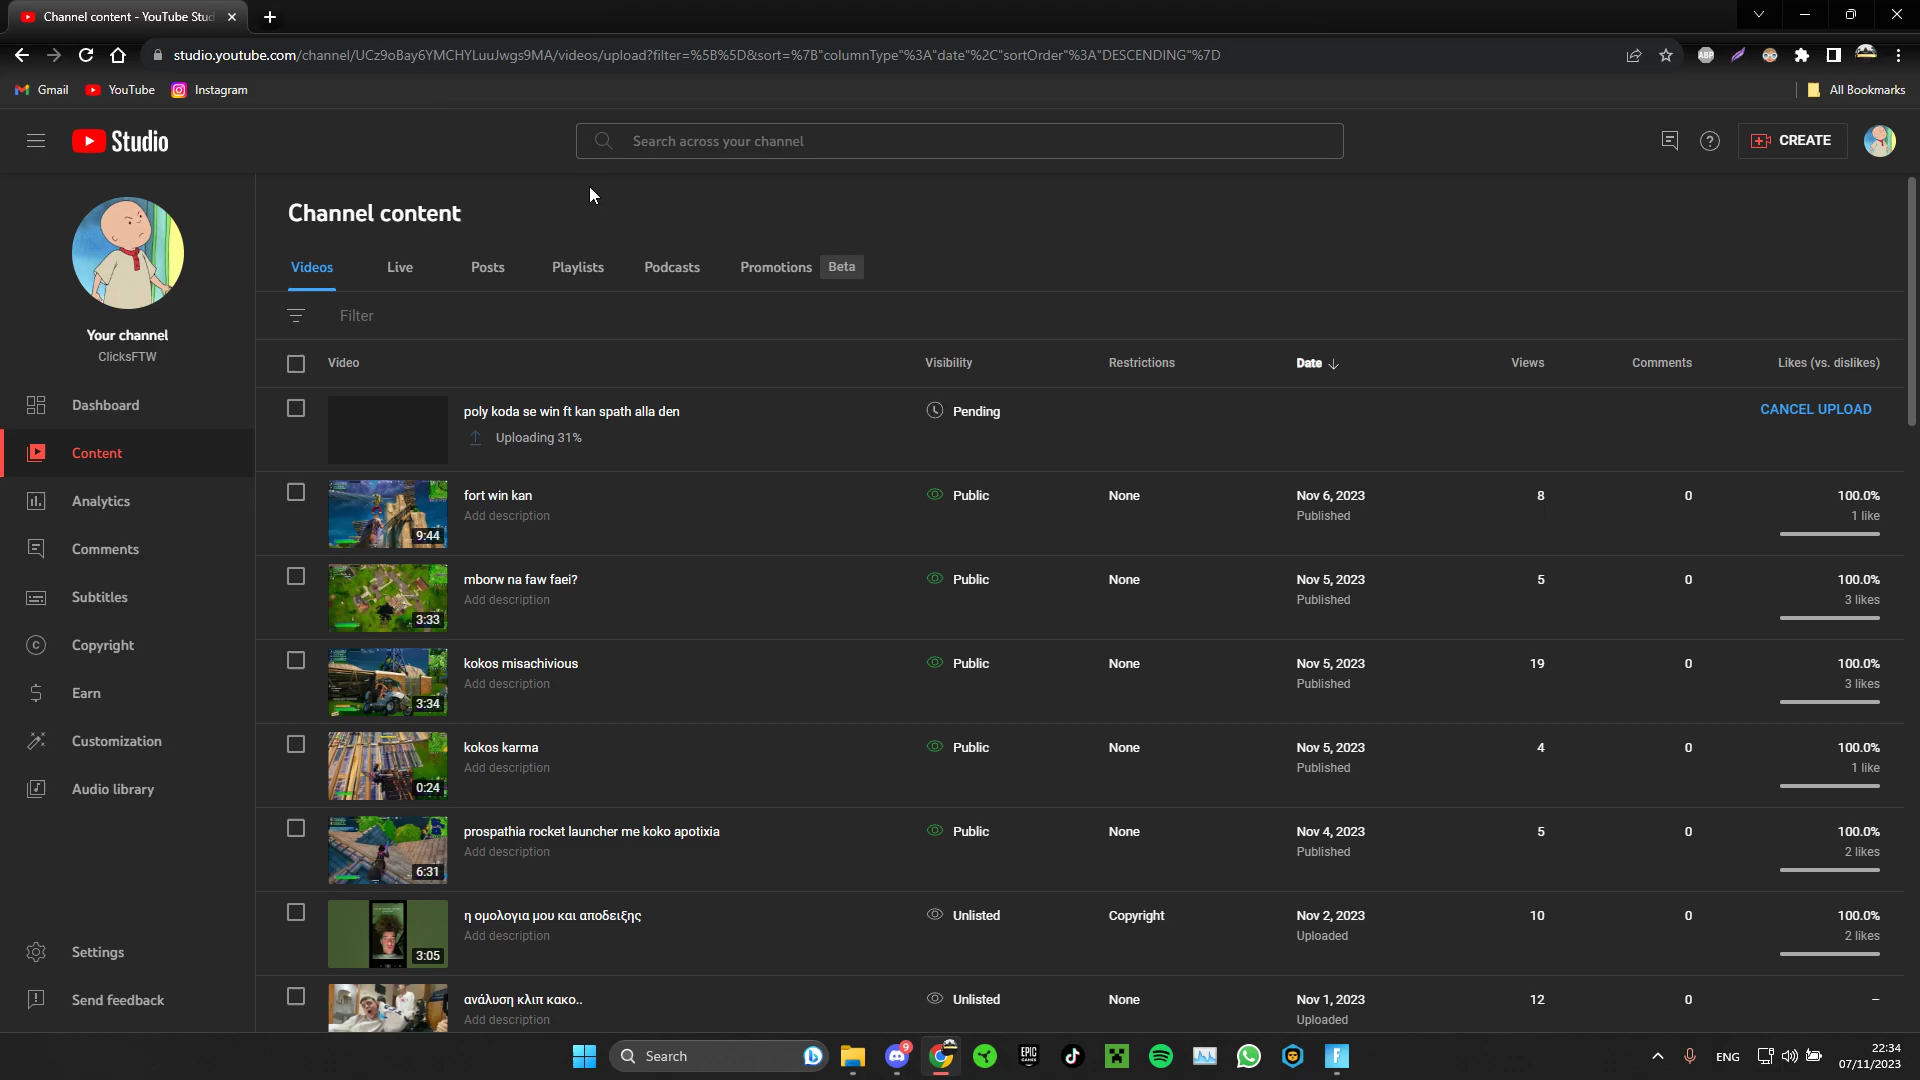 Channel content - YouTube Stud
studio.youtube.com/channel/UCz9oBay6YMCHYLuuJwgs9MA/videos/upload?filter=%5B%5D&sort=%7B"columnType"%3A"date"%2C"sortOrder"%3A"DESCENDING"%7D
ABP
Gmail YouTube Instagram All Bookmarks
Studio Search across your channel CREATE
Channel content
Videos Live Posts Playlists Podcasts Promotions Beta
Filter
Video Visibility Restrictions Date Views Comments Likes (vs. dislikes)
Your channel
ClicksFTW
Dashboard
Content
Analytics
Comments
Subtitles
Copyright
Earn
Customization
Audio library
Settings
Send feedback
poly koda se win ft kan spath alla den Pending CANCEL UPLOAD
Uploading 31%
fort win kan Public None Nov 6, 2023 8 0 100.0%
Add description Published 1 like
9:44
mborw na faw faei? Public None Nov 5, 2023 5 0 100.0%
Add description Published 3 likes
3:33
kokos misachivious Public None Nov 5, 2023 19 0 100.0%
Add description Published 3 likes
3:34
kokos karma Public None Nov 5, 2023 4 0 100.0%
Add description Published 1 like
0:24
prospathia rocket launcher me koko apotixia Public None Nov 4, 2023 5 0 100.0%
Add description Published 2 likes
6:31
η ομολογια μου και αποδειξης Unlisted Copyright Nov 2, 2023 10 0 100.0%
Add description Uploaded 2 likes
3:05
ανάλυση κλιπ κακο.. Unlisted None Nov 1, 2023 12 0 –
Add description Uploaded
Search 9 EPIC GAMES ENG 22:34
07/11/2023